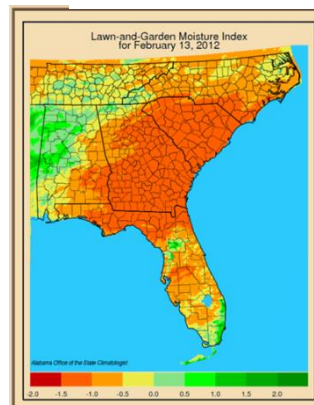 Lawn-and-Garden Moisture Index
for February 13, 2012
Alabama Office of the State Climatologist
-2.0 -1.5 -1.0 -0.5 0.0 0.5 1.0 1.5 2.0